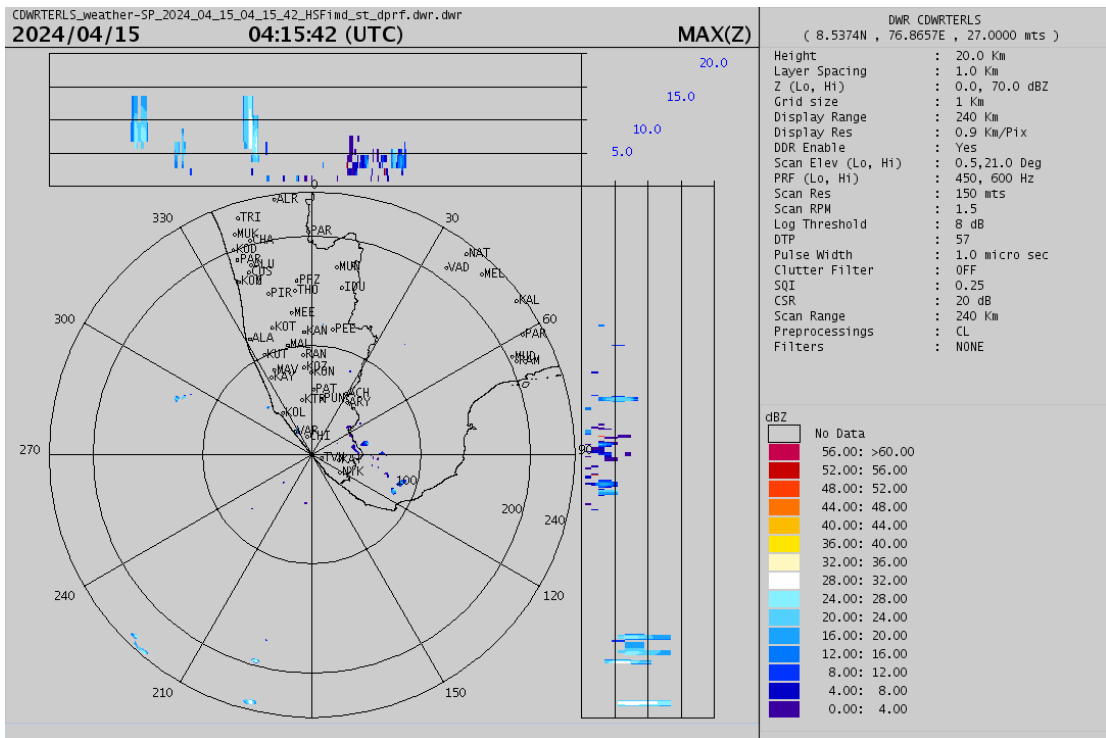 CDWRTERLS_weather-SP_2024_04_15_04_15_42_HSFimd_st_dprf.dwr.dwr
2024/04/15 04:15:42 (UTC) MAX(Z)
20.0
15.0
10.0
5.0
0
30
60
90
120
150
210
240
270
300
330
100
200
240
ALR
TRI
PAR
MUK
CHA
KOD
PAR
ALU
CUS
KOM
NAT
VAD
MEL
MUN
PFZ
IDU
PIR
THO
KAL
MEE
KOT
KAN
PEE
PAR
ALA
MAL
KUT
RAN
MUD
RAM
MAV
KOZ
KON
KAY
PAT
ACH
KTR
PUN
ARY
KOL
VAR
CHI
TVM
KAT
NYK
DWR CDWRTERLS
( 8.5374N , 76.8657E , 27.0000 mts )
Height : 20.0 Km
Layer Spacing : 1.0 Km
Z (Lo, Hi) : 0.0, 70.0 dBZ
Grid size : 1 Km
Display Range : 240 Km
Display Res : 0.9 Km/Pix
DDR Enable : Yes
Scan Elev (Lo, Hi) : 0.5,21.0 Deg
PRF (Lo, Hi) : 450, 600 Hz
Scan Res : 150 mts
Scan RPM : 1.5
Log Threshold : 8 dB
DTP : 57
Pulse Width : 1.0 micro sec
Clutter Filter : OFF
SQI : 0.25
CSR : 20 dB
Scan Range : 240 Km
Preprocessings : CL
Filters : NONE
dBZ
No Data
56.00: >60.00
52.00: 56.00
48.00: 52.00
44.00: 48.00
40.00: 44.00
36.00: 40.00
32.00: 36.00
28.00: 32.00
24.00: 28.00
20.00: 24.00
16.00: 20.00
12.00: 16.00
8.00: 12.00
4.00: 8.00
0.00: 4.00